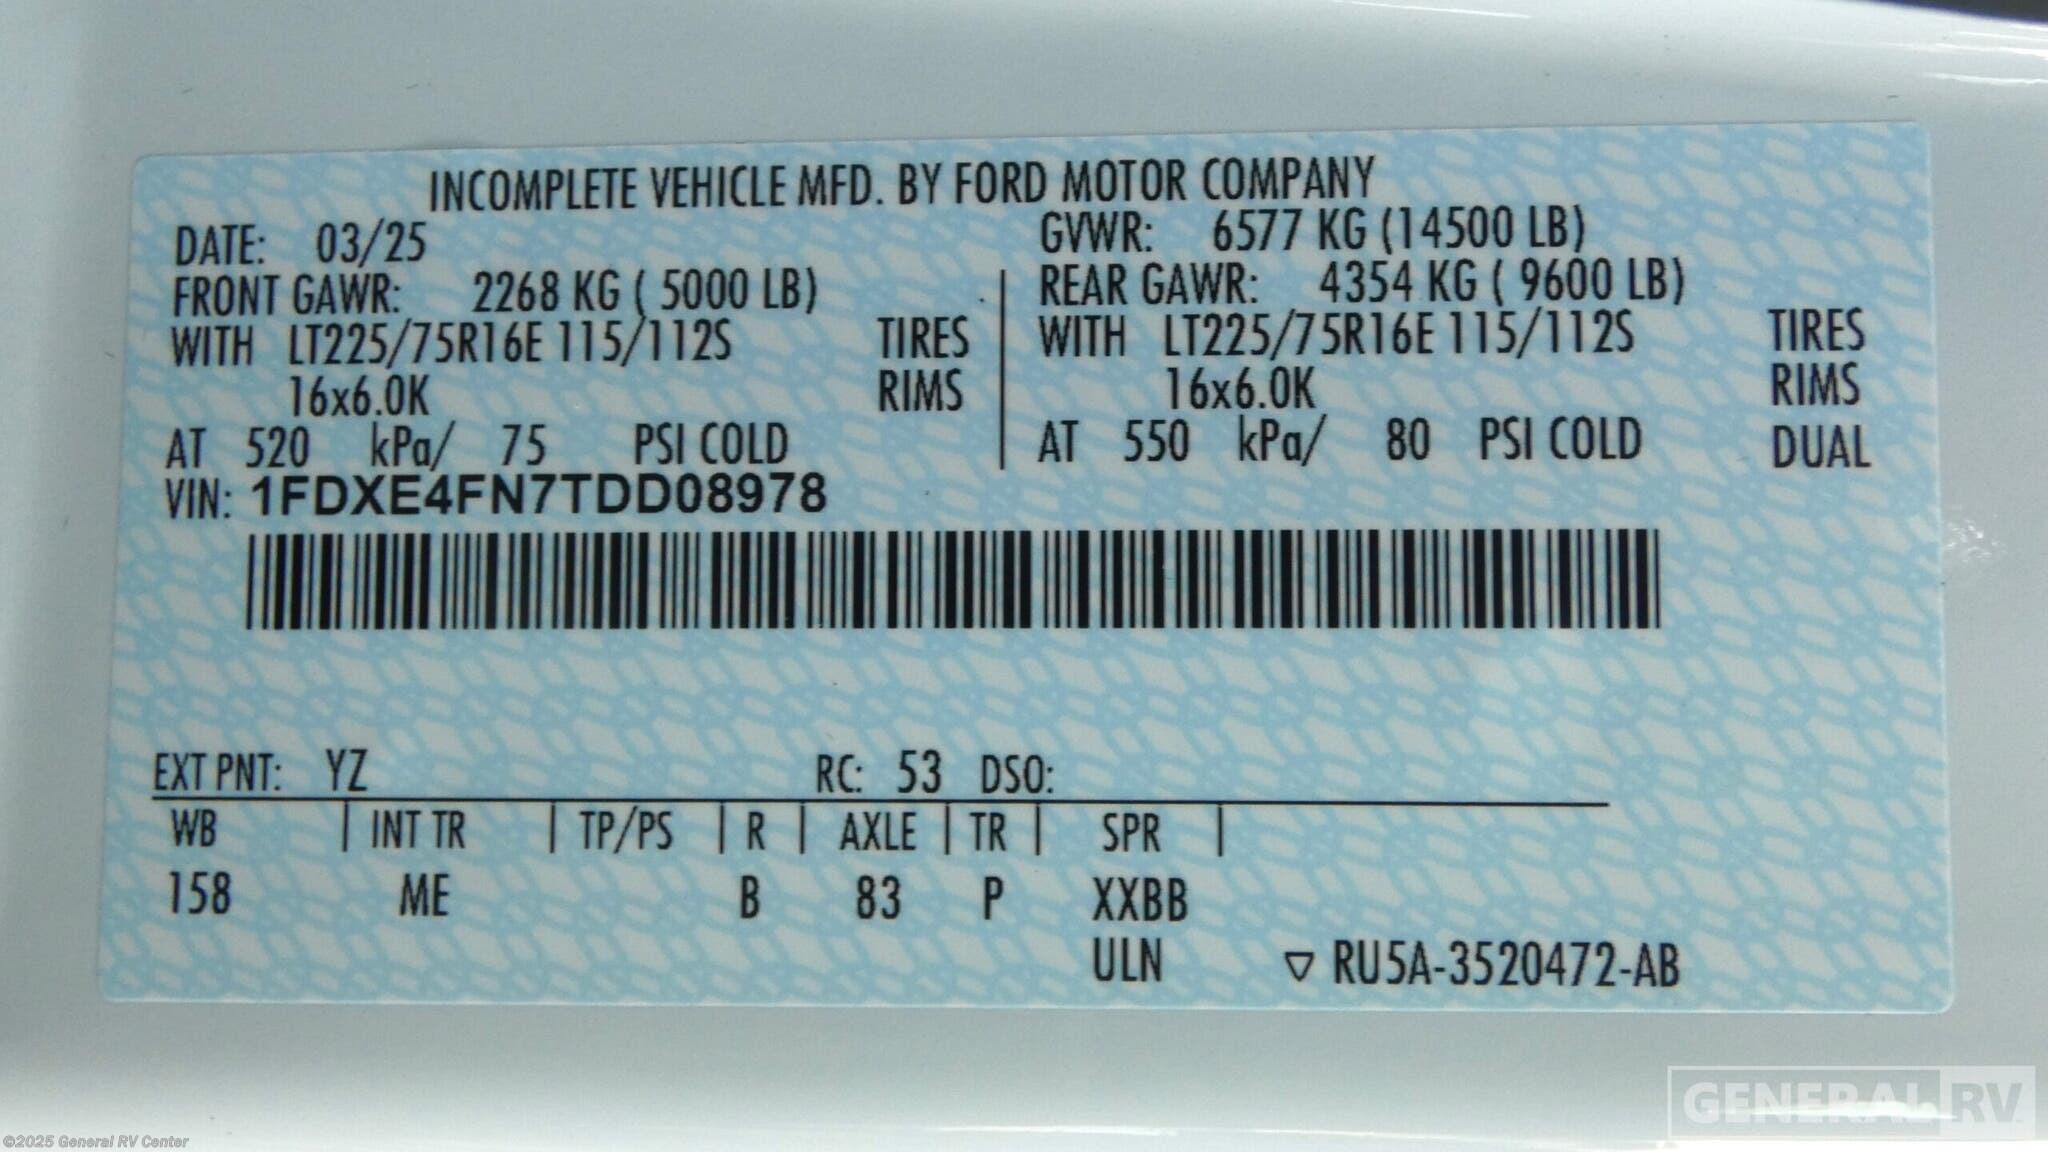 INCOMPLETE VEHICLE MFD. BY FORD MOTOR COMPANY
DATE: 03/25 GVWR: 6577 KG (14500 LB)
FRONT GAWR: 2268 KG ( 5000 LB) REAR GAWR: 4354 KG ( 9600 LB)
WITH LT225/75R16E 115/112S TIRES WITH LT225/75R16E 115/112S TIRES
16x6.0K RIMS 16x6.0K RIMS
AT 520 kPa/ 75 PSI COLD AT 550 kPa/ 80 PSI COLD DUAL
VIN: 1FDXE4FN7TDD08978
EXT PNT: YZ RC: 53 DSO:
WB | INT TR | TP/PS | R | AXLE | TR | SPR |
158 ME B 83 P XXBB
ULN ▽ RU5A-3520472-AB
GENERAL RV
©2025 General RV Center